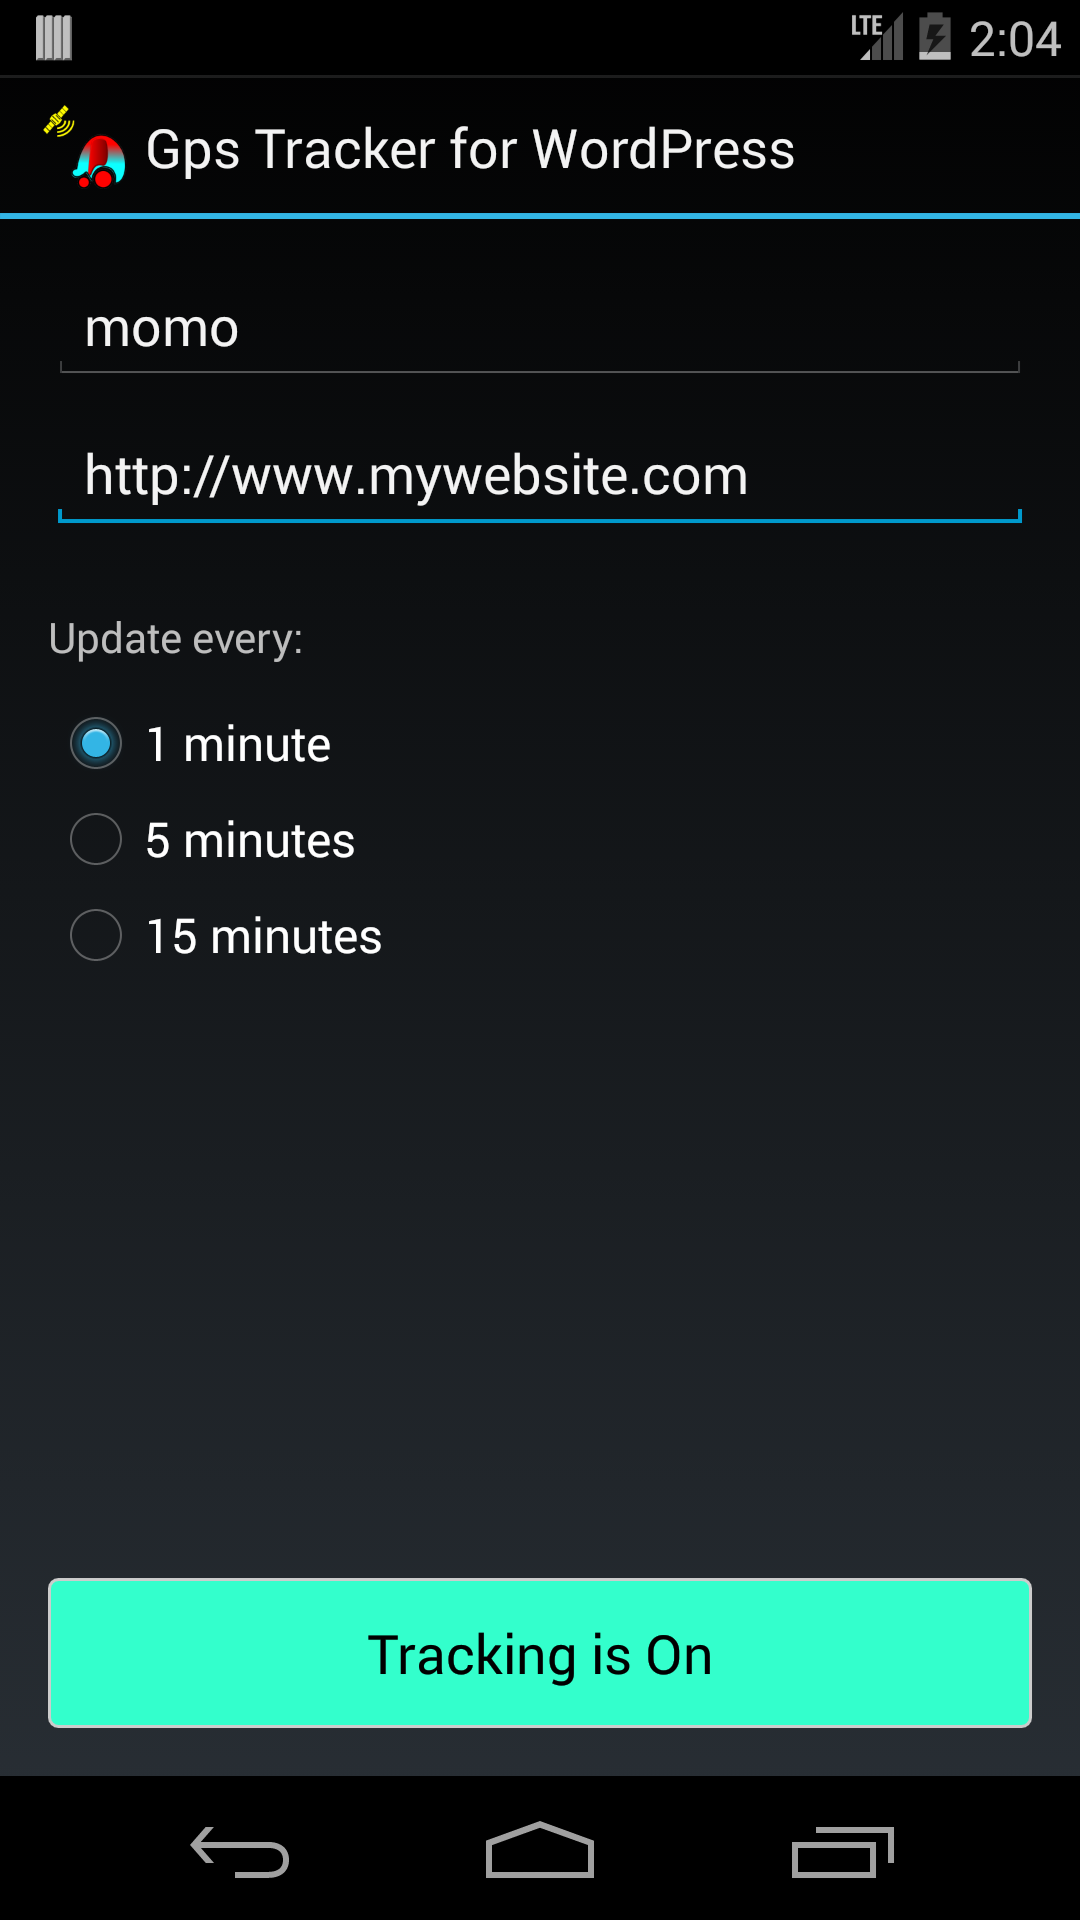 LTE 2:04
Gps Tracker for WordPress
momo
http://www.mywebsite.com
Update every:
1 minute
5 minutes
15 minutes
Tracking is On